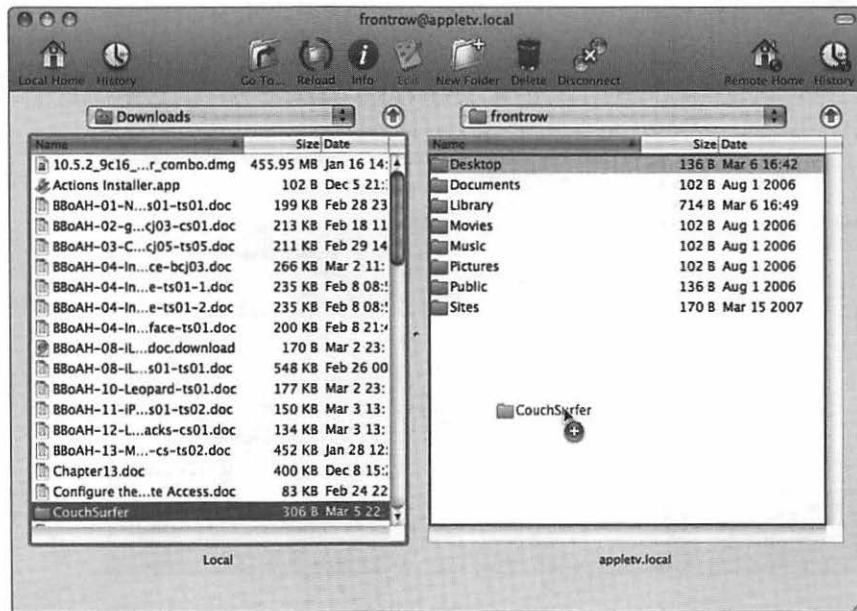 frontrow@appletv.local
Local Home History Go To... Reload Info Edit New Folder Delete Disconnect Remote Home History
Downloads
Name Size Date
10.5.2_9c16_...r_combo.dmg 455.95 MB Jan 16 14:
Actions Installer.app 102 B Dec 5 21:
BBoAH-01-N...s01-ts01.doc 199 KB Feb 28 23
BBoAH-02-g...cj03-cs01.doc 213 KB Feb 18 11
BBoAH-03-C...cj05-ts05.doc 211 KB Feb 29 14
BBoAH-04-In...ce-bcj03.doc 266 KB Mar 2 11:
BBoAH-04-In...e-ts01-1.doc 235 KB Feb 8 08:
BBoAH-04-In...e-ts01-2.doc 235 KB Feb 8 08:
BBoAH-04-In...face-ts01.doc 200 KB Feb 8 21:
BBoAH-08-iL...doc.download 170 B Mar 2 23:
BBoAH-08-iL...s01-ts01.doc 548 KB Feb 26 00
BBoAH-10-Leopard-ts01.doc 177 KB Mar 2 23:
BBoAH-11-iP...s01-ts02.doc 150 KB Mar 3 13:
BBoAH-12-L...acks-cs01.doc 134 KB Mar 3 13:
BBoAH-13-M...-cs-ts02.doc 452 KB Jan 28 12:
Chapter13.doc 400 KB Dec 8 15:
Configure the...te Access.doc 83 KB Feb 24 22
CouchSurfer 306 B Mar 5 22
Local
frontrow
Name Size Date
Desktop 136 B Mar 6 16:42
Documents 102 B Aug 1 2006
Library 714 B Mar 6 16:49
Movies 102 B Aug 1 2006
Music 102 B Aug 1 2006
Pictures 102 B Aug 1 2006
Public 136 B Aug 1 2006
Sites 170 B Mar 15 2007
CouchSurfer
appletv.local